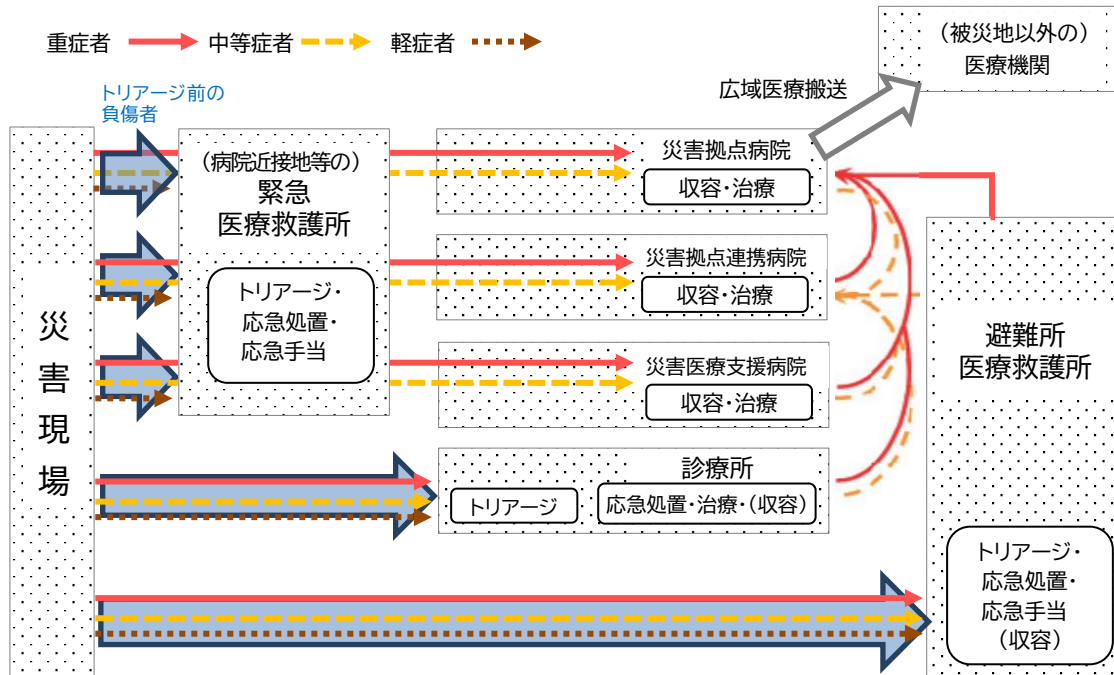 重症者
中等症者
軽症者
(被災地以外の)
医療機関
広域医療搬送
トリアージ前の
負傷者
(病院近接地等の)
緊急
医療救護所
トリアージ・
応急処置・
応急手当
災害現場
災害拠点病院
収容・治療
災害拠点連携病院
収容・治療
災害医療支援病院
収容・治療
診療所
トリアージ
応急処置・治療・(収容)
避難所
医療救護所
トリアージ・
応急処置・
応急手当
(収容)